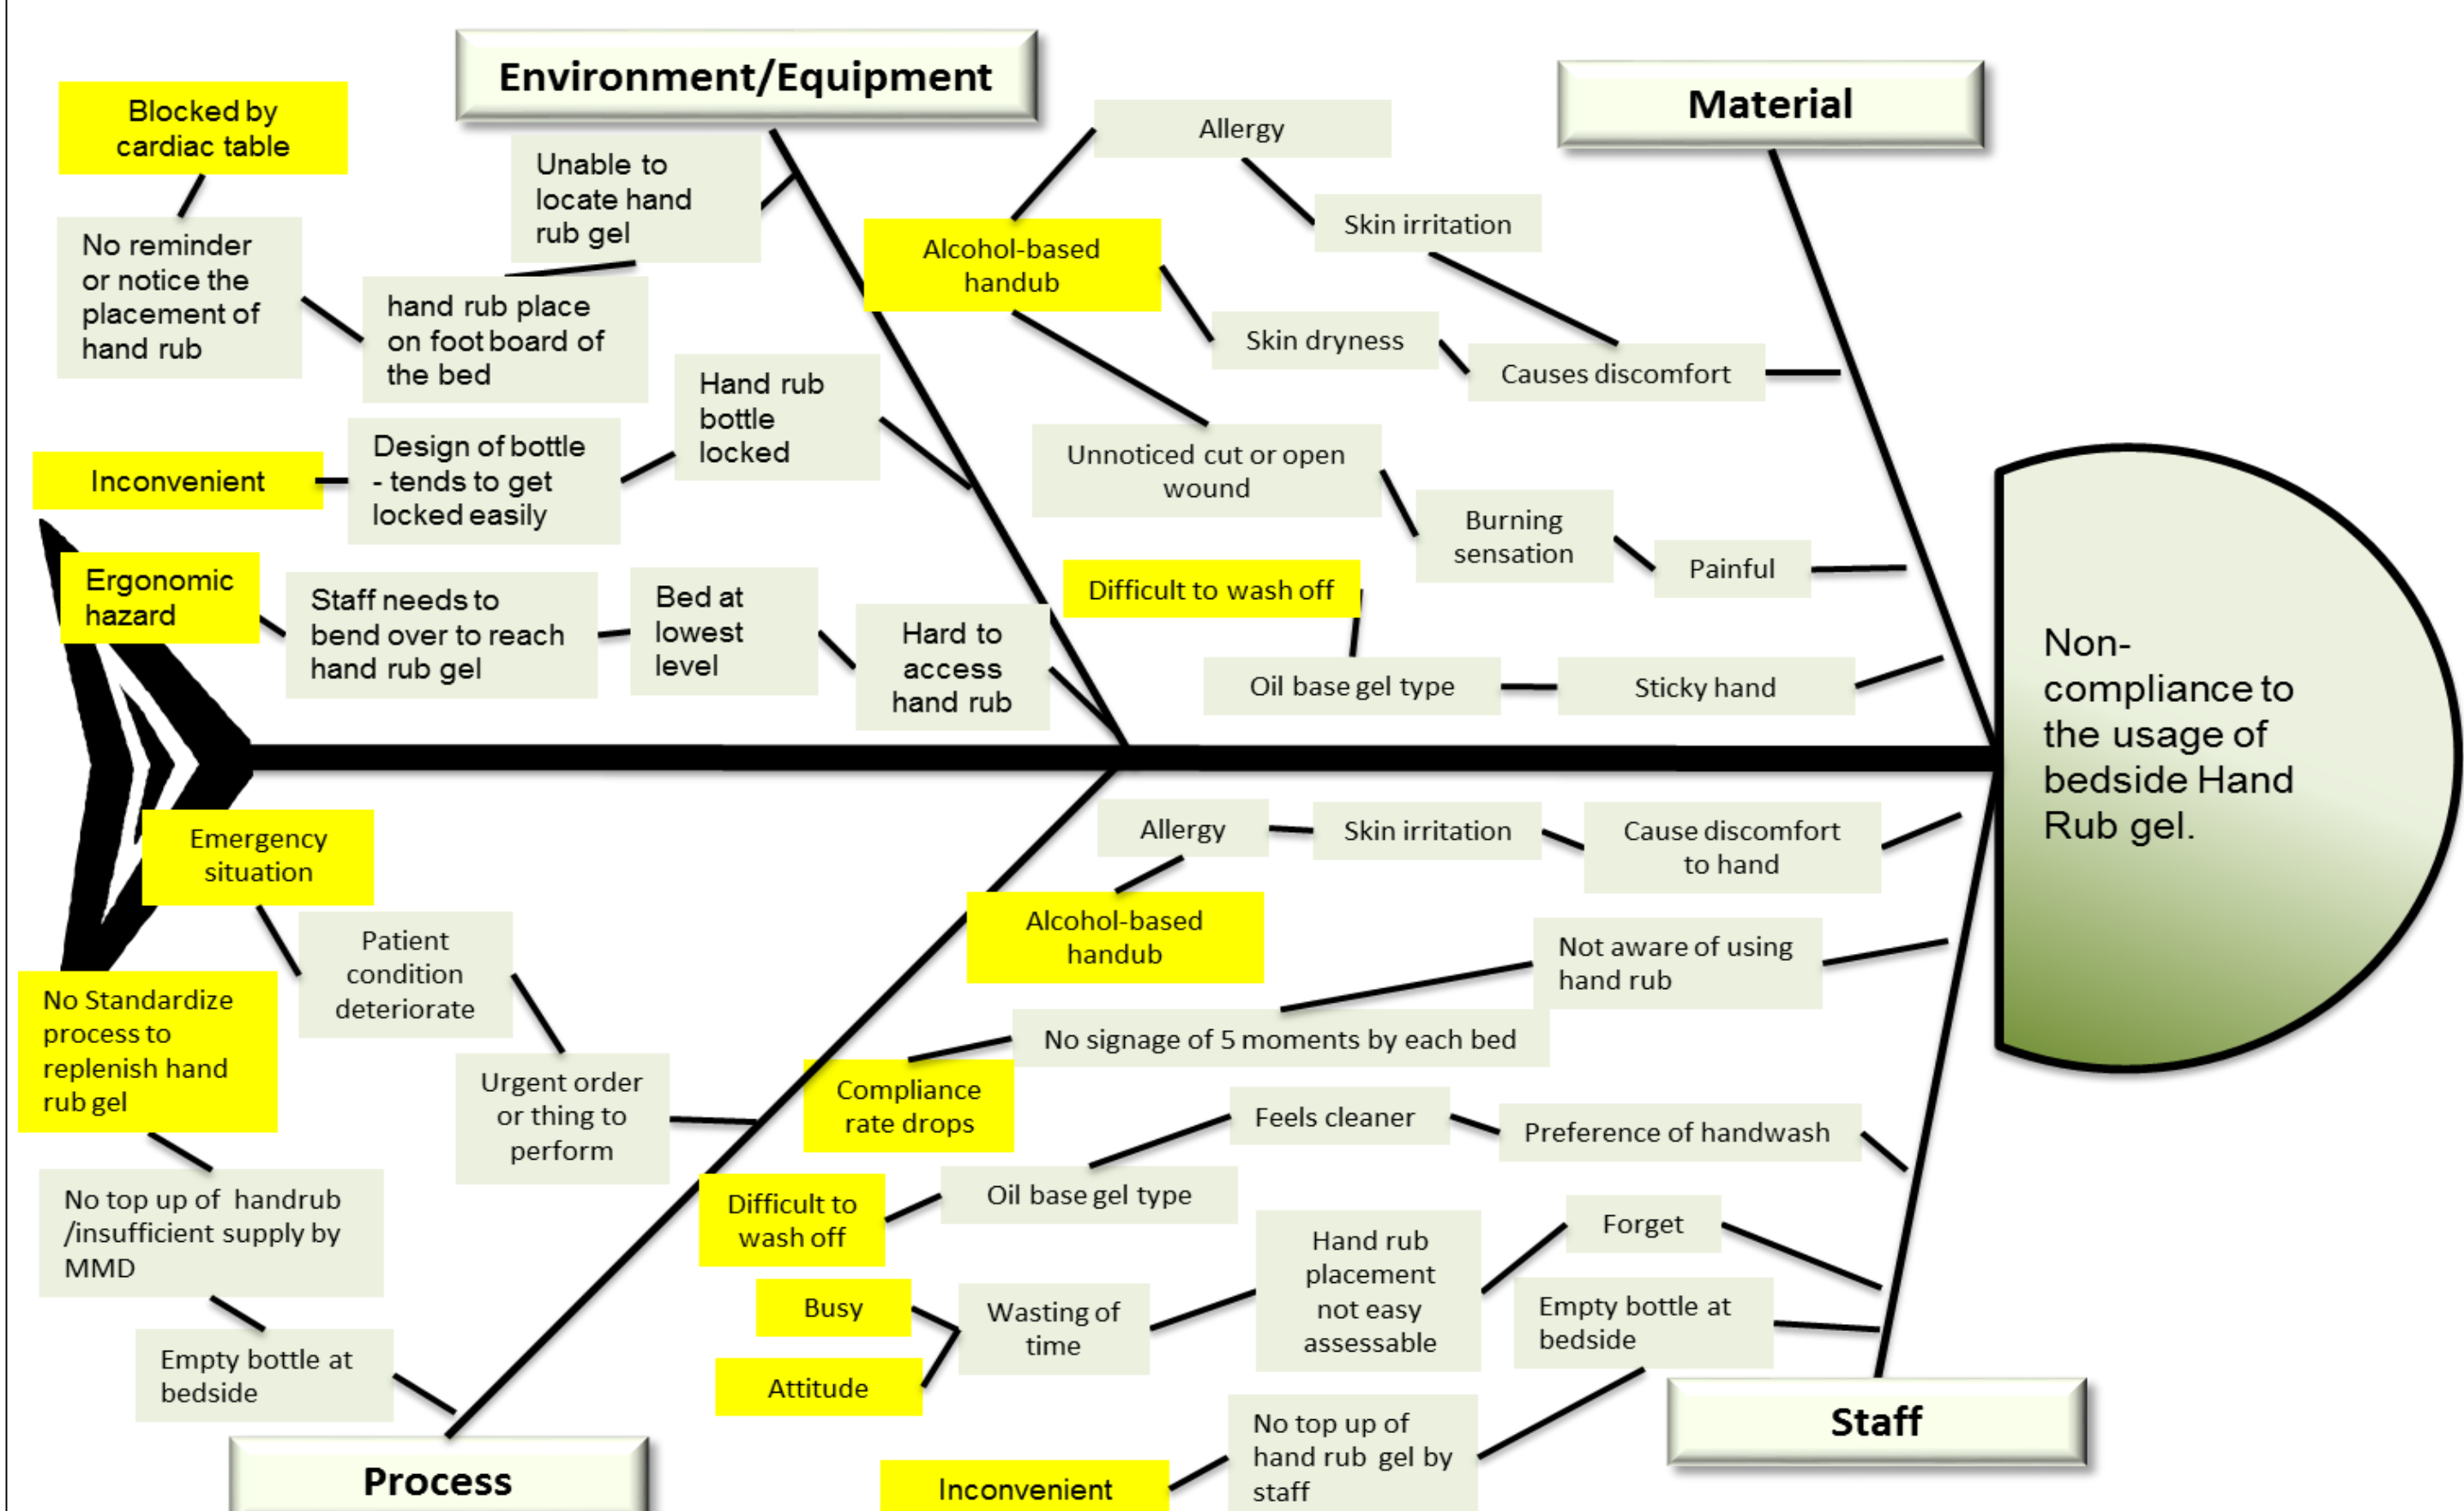 Environment/Equipment
Material
Blocked by
cardiac table
Unable to
locate hand
rub gel
No reminder
or notice the
placement of
hand rub
hand rub place
on foot board of
the bed
Hand rub
bottle
locked
Design of bottle
- tends to get
locked easily
Inconvenient
Ergonomic
hazard
Staff needs to
bend over to reach
hand rub gel
Bed at
lowest
level
Hard to
access
hand rub
Allergy
Skin irritation
Alcohol-based
handub
Skin dryness
Causes discomfort
Unnoticed cut or open
wound
Burning
sensation
Painful
Difficult to wash off
Oil base gel type
Sticky hand
Non-
compliance to
the usage of
bedside Hand
Rub gel.
Emergency
situation
Patient
condition
deteriorate
Urgent order
or thing to
perform
No Standardize
process to
replenish hand
rub gel
No top up of handrub
/insufficient supply by
MMD
Empty bottle at
bedside
Process
Allergy
Skin irritation
Cause discomfort
to hand
Alcohol-based
handub
Not aware of using
hand rub
No signage of 5 moments by each bed
Compliance
rate drops
Feels cleaner
Preference of handwash
Oil base gel type
Difficult to
wash off
Forget
Hand rub
placement
not easy
assessable
Wasting of
time
Busy
Attitude
Empty bottle at
bedside
No top up of
hand rub gel by
staff
Inconvenient
Staff